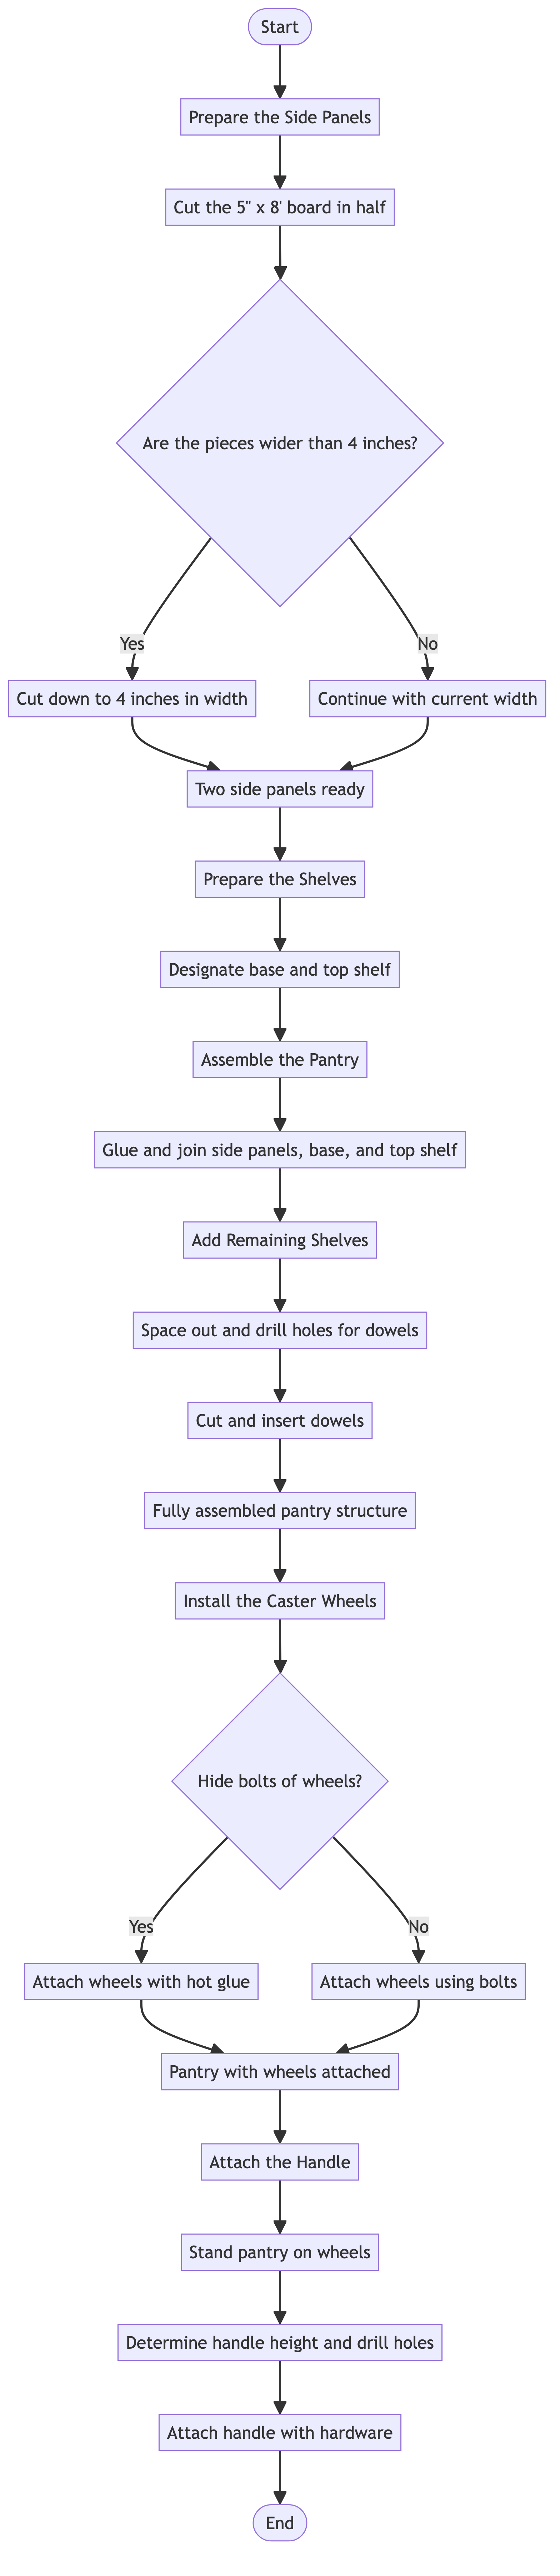 Start
Prepare the Side Panels
Cut the 5" x 8' board in half
Are the pieces wider than 4 inches?
Yes
No
Cut down to 4 inches in width
Continue with current width
Two side panels ready
Prepare the Shelves
Designate base and top shelf
Assemble the Pantry
Glue and join side panels, base, and top shelf
Add Remaining Shelves
Space out and drill holes for dowels
Cut and insert dowels
Fully assembled pantry structure
Install the Caster Wheels
Hide bolts of wheels?
Yes
No
Attach wheels with hot glue
Attach wheels using bolts
Pantry with wheels attached
Attach the Handle
Stand pantry on wheels
Determine handle height and drill holes
Attach handle with hardware
End